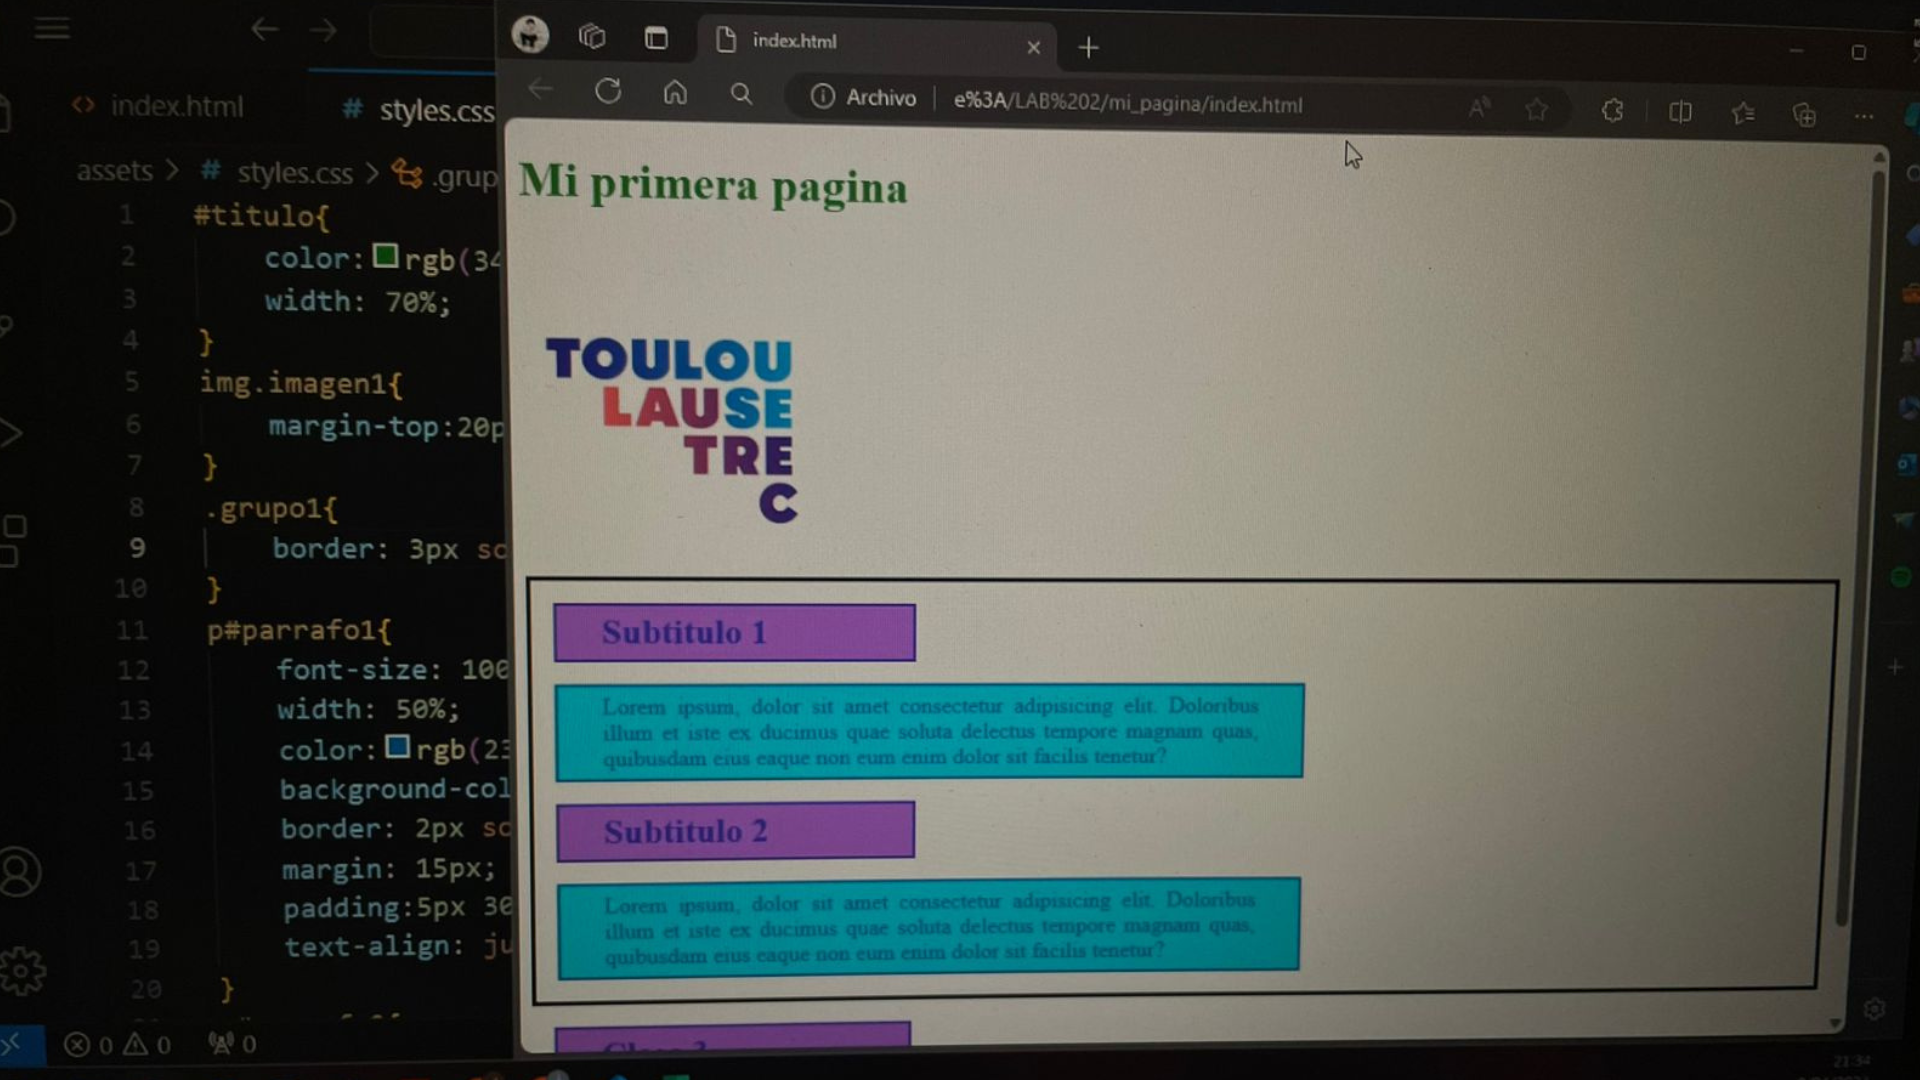 index.html
styles.css
assets > # styles.css > .grup
1 #titulo{
2 color: rgb(34
3 width: 70%;
4 }
5 img.imagen1{
6 margin-top:20p
7 }
8 .grupo1{
9 border: 3px so
10 }
11 p#parrafo1{
12 font-size: 100
13 width: 50%;
14 color: rgb(23
15 background-col
16 border: 2px so
17 margin: 15px;
18 padding:5px 30
19 text-align: ju
20 }
0 0 0
index.html
Archivo e%3A/LAB%202/mi_pagina/index.html
Mi primera pagina
TOULOU
LAUSE
TRE
C
Subtitulo 1
Lorem ipsum, dolor sit amet consectetur adipisicing elit. Doloribus
illum et iste ex ducimus quae soluta delectus tempore magnam quas,
quibusdam eius eaque non eum enim dolor sit facilis tenetur?
Subtitulo 2
Lorem ipsum, dolor sit amet consectetur adipisicing elit. Doloribus
illum et iste ex ducimus quae soluta delectus tempore magnam quas,
quibusdam eius eaque non eum enim dolor sit facilis tenetur?
21:34